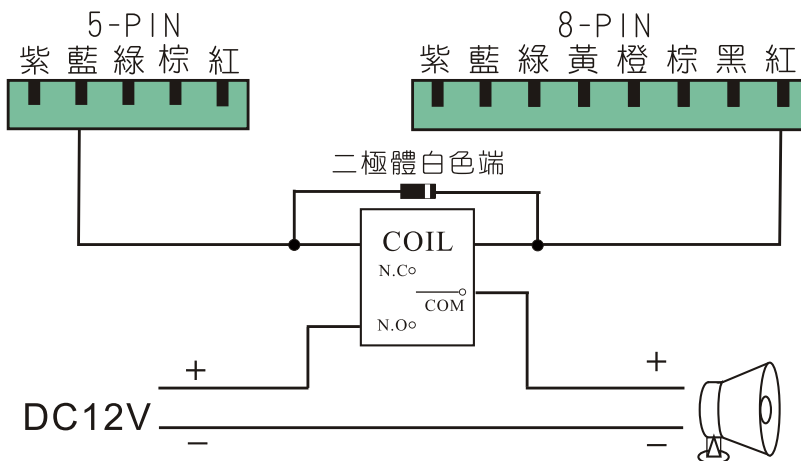 5-PIN
8-PIN
紫 藍 綠 棕 紅
紫 藍 綠 黃 橙 棕 黑 紅
二極體白色端
COIL
N.C
COM
N.O
+
+
DC12V
−
−